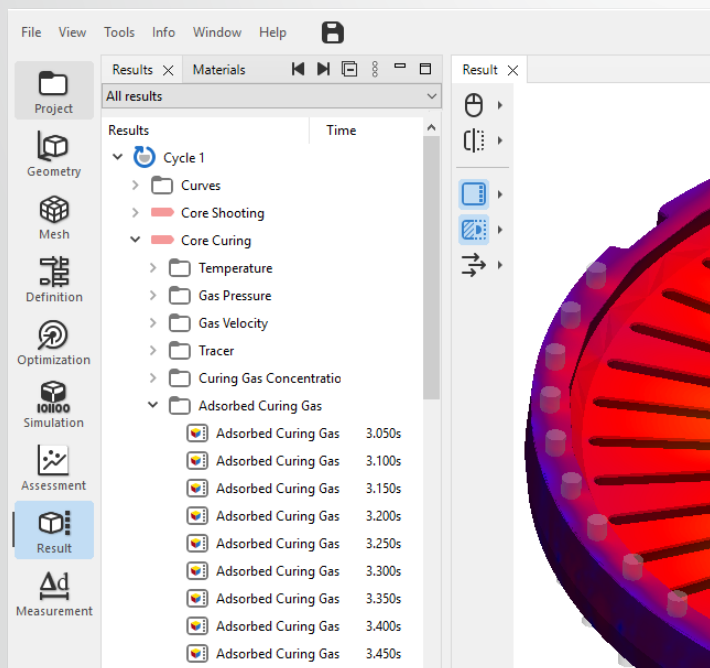 File View Tools Info Window Help
Results Materials
All results
Results Time
Cycle 1
Curves
Core Shooting
Core Curing
Temperature
Gas Pressure
Gas Velocity
Tracer
Curing Gas Concentratio
Adsorbed Curing Gas
Adsorbed Curing Gas 3.050s
Adsorbed Curing Gas 3.100s
Adsorbed Curing Gas 3.150s
Adsorbed Curing Gas 3.200s
Adsorbed Curing Gas 3.250s
Adsorbed Curing Gas 3.300s
Adsorbed Curing Gas 3.350s
Adsorbed Curing Gas 3.400s
Adsorbed Curing Gas 3.450s
Project
Geometry
Mesh
Definition
Optimization
IOIIOO
Simulation
Assessment
Result
Δd
Measurement
Result